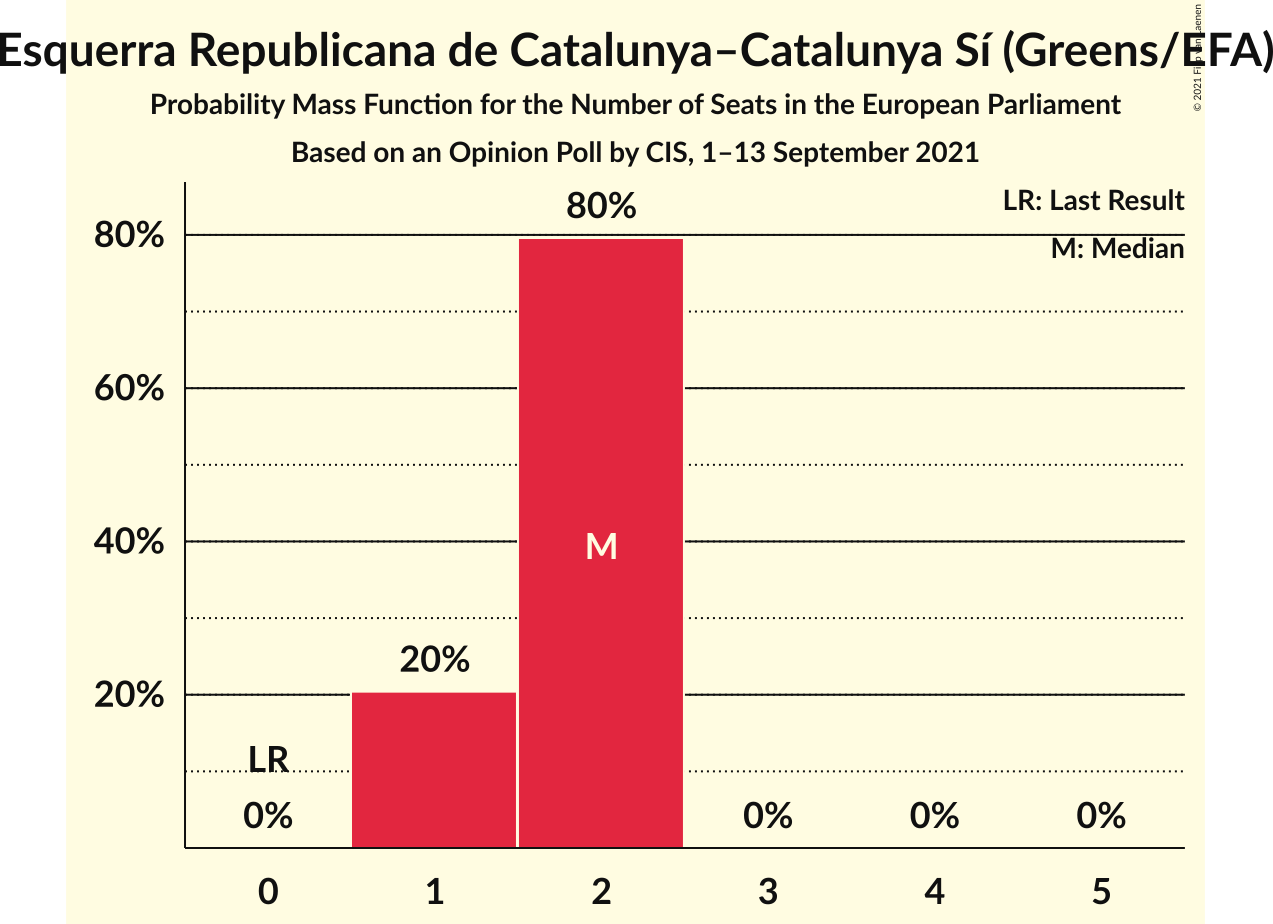 Esquerra Republicana de Catalunya–Catalunya Sí (Greens/EFA)
Probability Mass Function for the Number of Seats in the European Parliament
Based on an Opinion Poll by CIS, 1–13 September 2021
© 2021
LR: Last Result
M: Median
80%
80%
60%
40%
M
20%
20%
LR
0%
0%
0%
0%
0 1 2 3 4 5